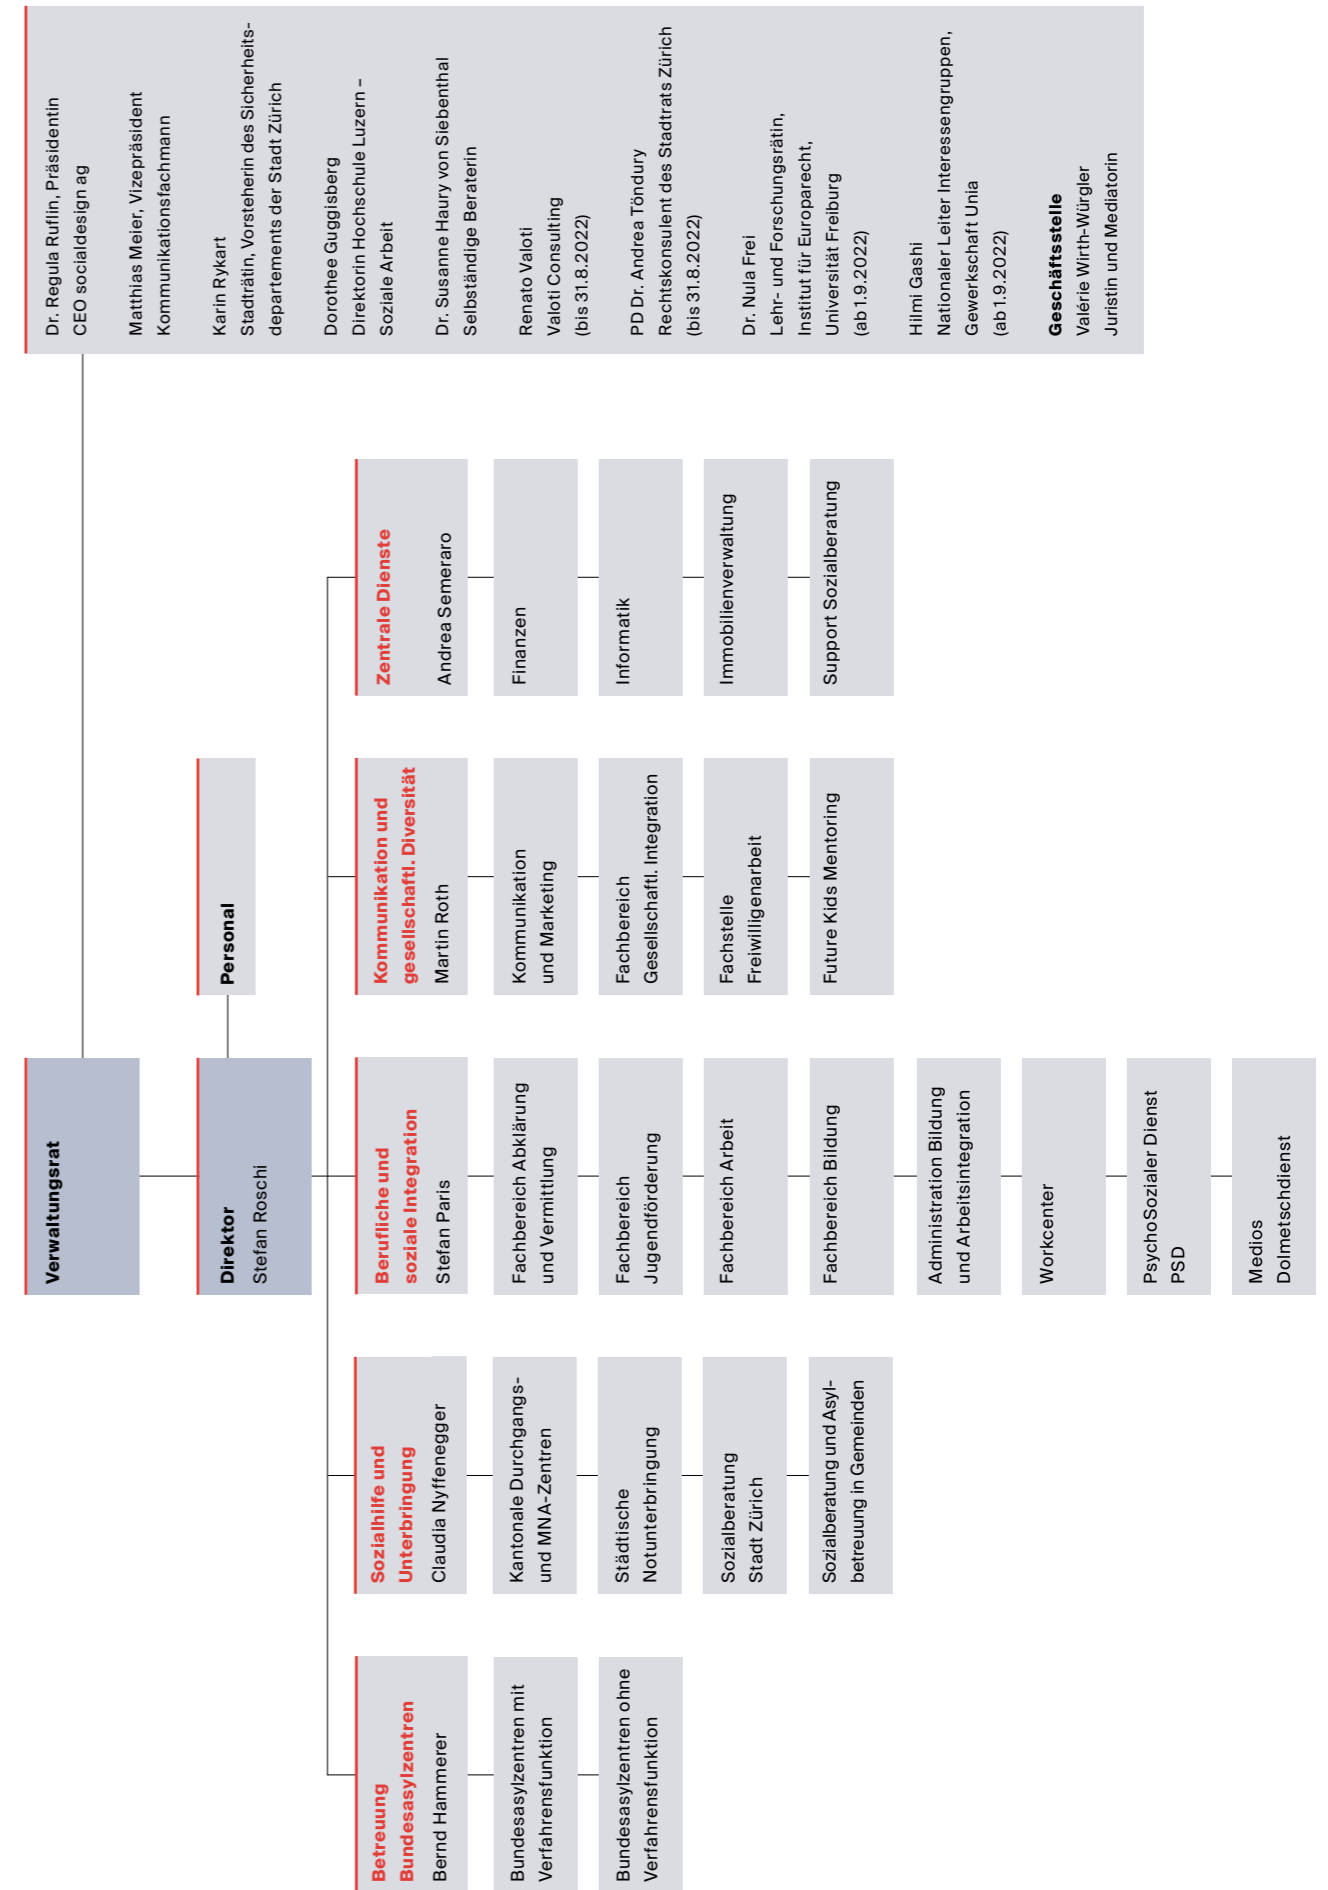 Verwaltungsrat
Dr. Regula Ruflin, Präsidentin
CEO socialdesign ag
Matthias Meier, Vizepräsident
Kommunikationsfachmann
Karin Rykart
Stadträtin, Vorsteherin des Sicherheits-
departements der Stadt Zürich
Dorothee Guggisberg
Direktorin Hochschule Luzern –
Soziale Arbeit
Dr. Susanne Haury von Siebenthal
Selbständige Beraterin
Renato Valoti
Valoti Consulting
(bis 31.8.2022)
PD Dr. Andrea Töndury
Rechtskonsulent des Stadtrats Zürich
(bis 31.8.2022)
Dr. Nula Frei
Lehr- und Forschungsrätin,
Institut für Europarecht,
Universität Freiburg
(ab 1.9.2022)
Hilmi Gashi
Nationaler Leiter Interessengruppen,
Gewerkschaft Unia
(ab 1.9.2022)
Geschäftsstelle
Valérie Wirth-Würgler
Juristin und Mediatorin
Direktor
Stefan Roschi
Personal
Betreuung
Bundesasylzentren
Bernd Hammerer
Bundesasylzentren mit
Verfahrensfunktion
Bundesasylzentren ohne
Verfahrensfunktion
Sozialhilfe und
Unterbringung
Claudia Nyffenegger
Kantonale Durchgangs-
und MNA-Zentren
Städtische
Notunterbringung
Sozialberatung
Stadt Zürich
Sozialberatung und Asyl-
betreuung in Gemeinden
Berufliche und
soziale Integration
Stefan Paris
Fachbereich Abklärung
und Vermittlung
Fachbereich
Jugendförderung
Fachbereich Arbeit
Fachbereich Bildung
Administration Bildung
und Arbeitsintegration
Workcenter
PsychoSozialer Dienst
PSD
Medios
Dolmetschdienst
Kommunikation und
gesellschaftl. Diversität
Martin Roth
Kommunikation
und Marketing
Fachbereich
Gesellschaftl. Integration
Fachstelle
Freiwilligenarbeit
Future Kids Mentoring
Zentrale Dienste
Andrea Semeraro
Finanzen
Informatik
Immobilienverwaltung
Support Sozialberatung